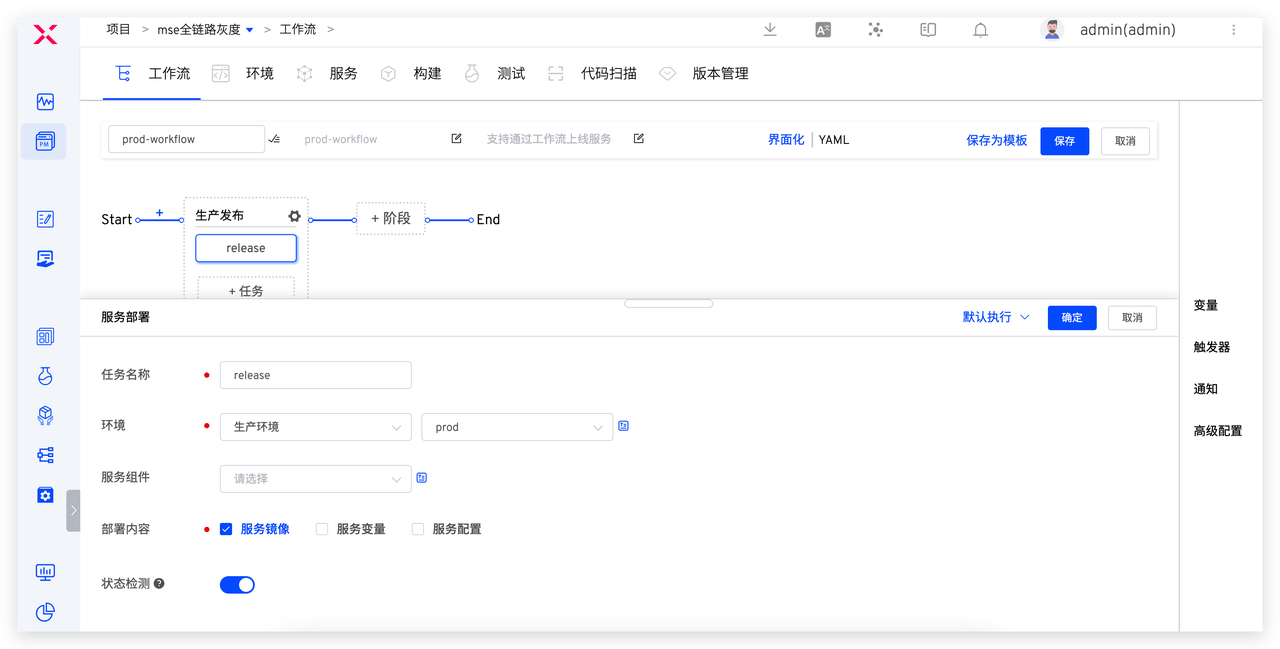 项目 > mse全链路灰度 > 工作流 >
admin(admin)
工作流 环境 服务 构建 测试 代码扫描 版本管理
prod-workflow prod-workflow 支持通过工作流上线服务 界面化 YAML 保存为模板 保存 取消
Start + 生产发布 + 阶段 End
release
+ 任务
服务部署 默认执行 确定 取消
任务名称 release
环境 生产环境 prod
服务组件 请选择
部署内容 服务镜像 服务变量 服务配置
状态检测 ?
变量
触发器
通知
高级配置
PM